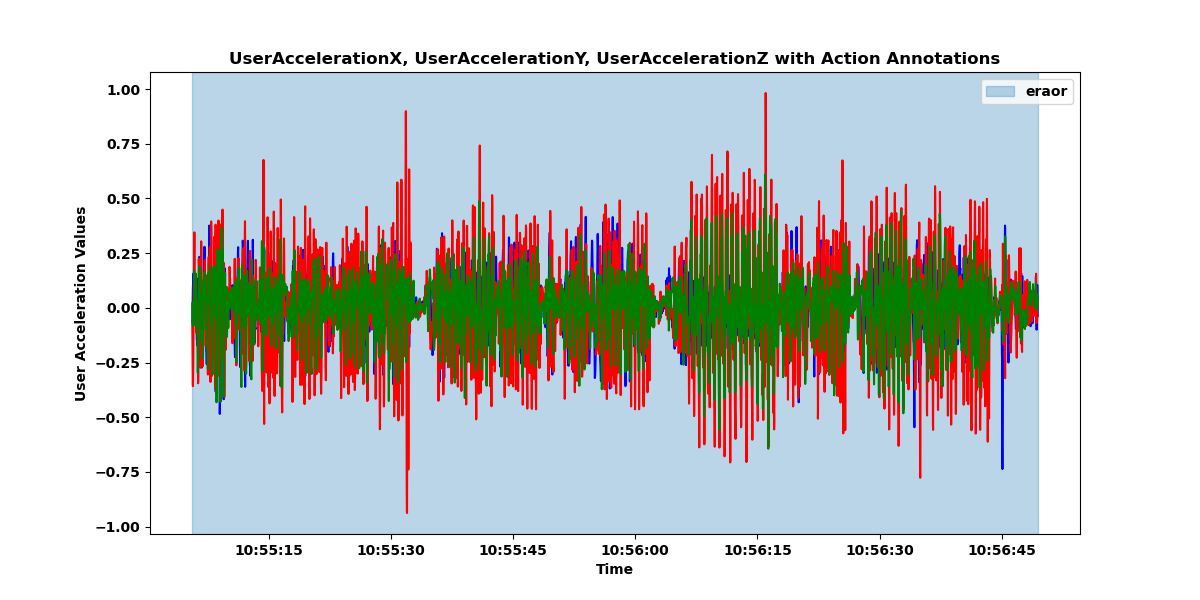 UserAccelerationX, UserAccelerationY, UserAccelerationZ with Action Annotations
eraor
User Acceleration Values
1.00
0.75
0.50
0.25
0.00
−0.25
−0.50
−0.75
−1.00
10:55:15 10:55:30 10:55:45 10:56:00 10:56:15 10:56:30 10:56:45
Time